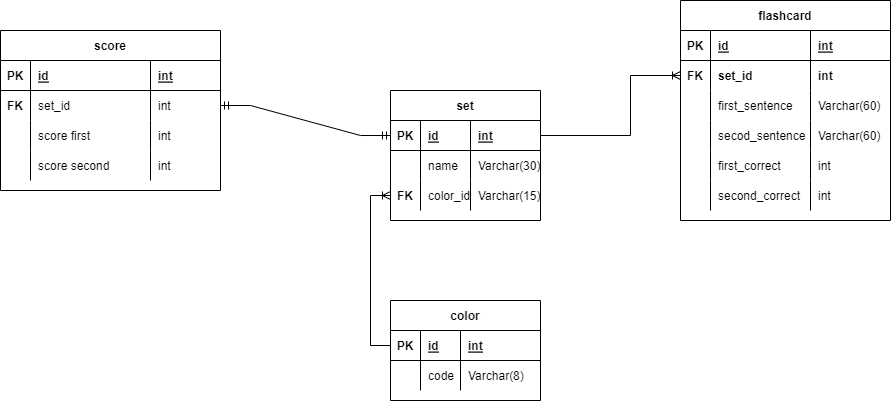 score
PK id int
FK set_id int
score first int
score second int
set
PK id int
name Varchar(30)
FK color_id Varchar(15)
flashcard
PK id int
FK set_id int
first_sentence Varchar(60)
secod_sentence Varchar(60)
first_correct int
second_correct int
color
PK id int
code Varchar(8)